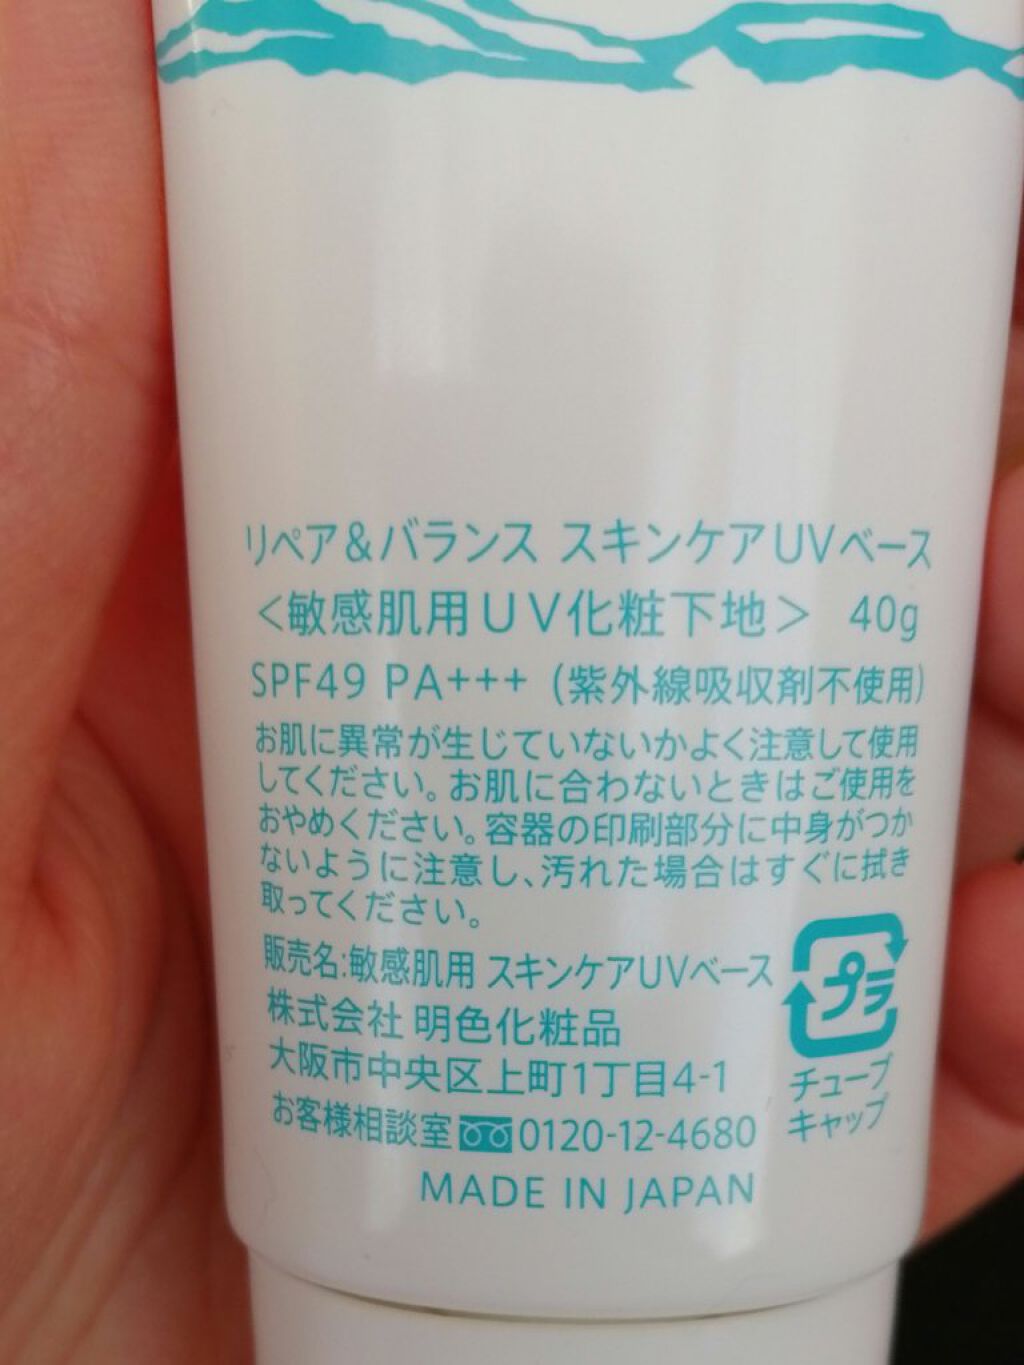 リペア&バランス スキンケアUVベース
＜敏感肌用UV化粧下地＞ 40g
SPF49 PA+++ (紫外線吸収剤不使用)
お肌に異常が生じていないかよく注意して使用
してください。お肌に合わないときはご使用を
おやめください。容器の印刷部分に中身がつか
ないように注意し、汚れた場合はすぐに拭き
取ってください。
販売名:敏感肌用 スキンケアUVベース
株式会社 明色化粧品
大阪市中央区上町1丁目4-1
お客様相談室 0120-12-4680
MADE IN JAPAN
プラ
チューブ
キャップ